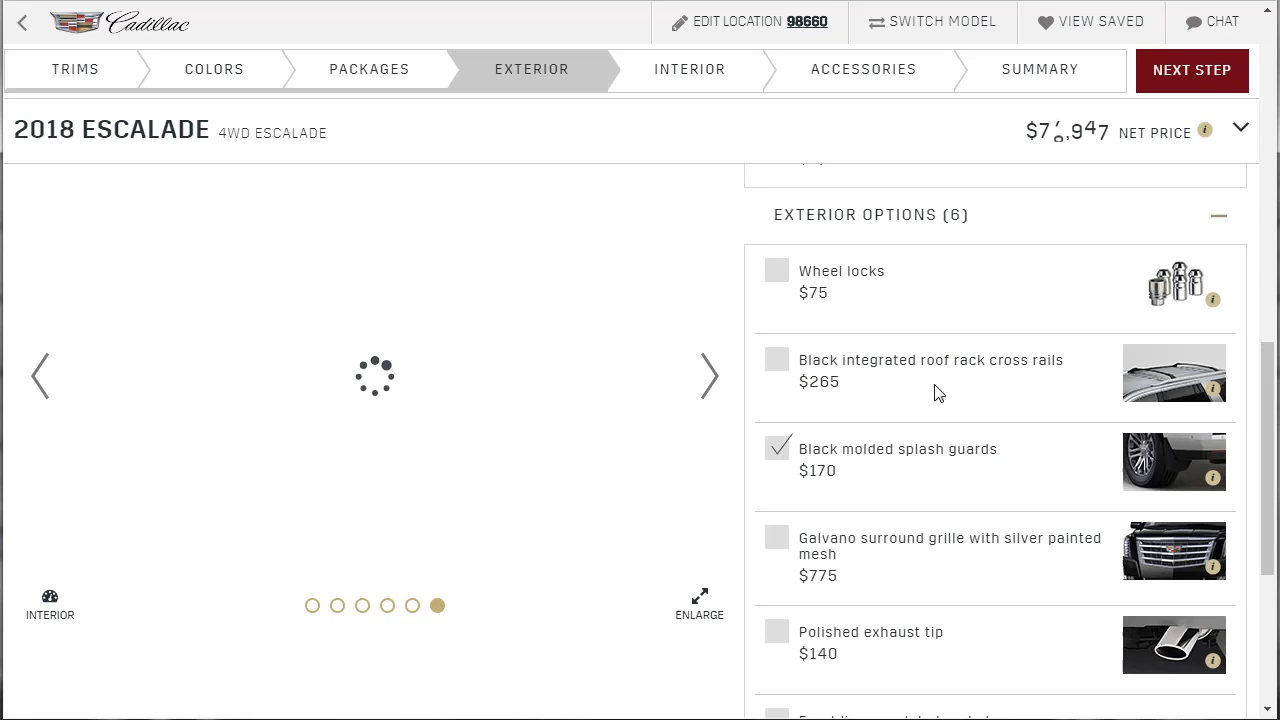 Cadillac
EDIT LOCATION 98660
SWITCH MODEL
VIEW SAVED
CHAT
TRIMS
COLORS
PACKAGES
EXTERIOR
INTERIOR
ACCESSORIES
SUMMARY
NEXT STEP
2018 ESCALADE 4WD ESCALADE
NET PRICE
EXTERIOR OPTIONS (6)
Wheel locks
$75
Black integrated roof rack cross rails
$265
Black molded splash guards
$170
Galvano surround grille with silver painted
mesh
$775
Polished exhaust tip
$140
INTERIOR
ENLARGE